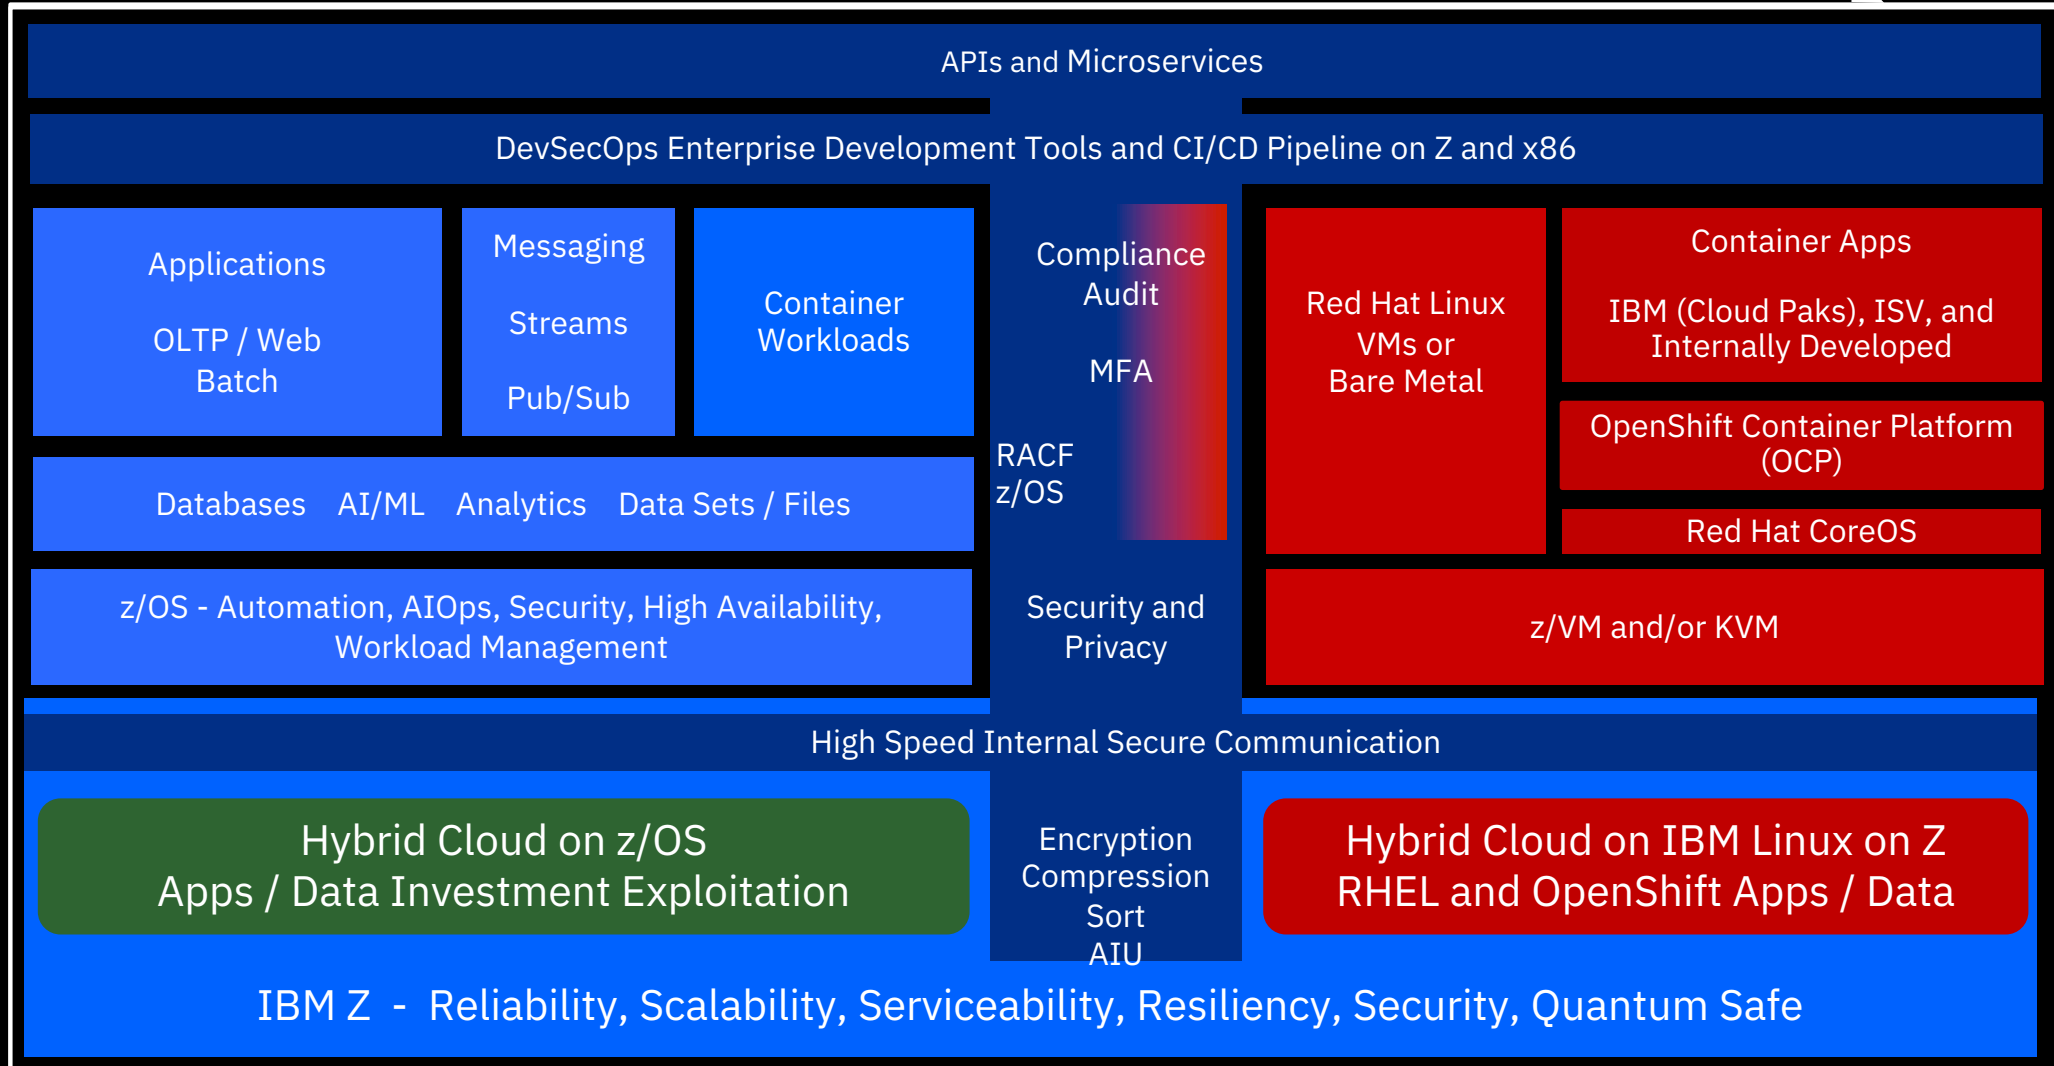 APIs and Microservices
DevSecOps Enterprise Development Tools and CI/CD Pipeline on Z and x86
Applications
OLTP / Web
Batch
Messaging
Streams
Pub/Sub
Container
Workloads
Databases AI/ML Analytics Data Sets / Files
z/OS - Automation, AIOps, Security, High Availability,
Workload Management
Compliance
Audit
MFA
RACF
z/OS
Security and
Privacy
Red Hat Linux
VMs or
Bare Metal
Container Apps
IBM (Cloud Paks), ISV, and
Internally Developed
OpenShift Container Platform
(OCP)
Red Hat CoreOS
z/VM and/or KVM
High Speed Internal Secure Communication
Hybrid Cloud on z/OS
Apps / Data Investment Exploitation
Encryption
Compression
Sort
AIU
Hybrid Cloud on IBM Linux on Z
RHEL and OpenShift Apps / Data
IBM Z - Reliability, Scalability, Serviceability, Resiliency, Security, Quantum Safe